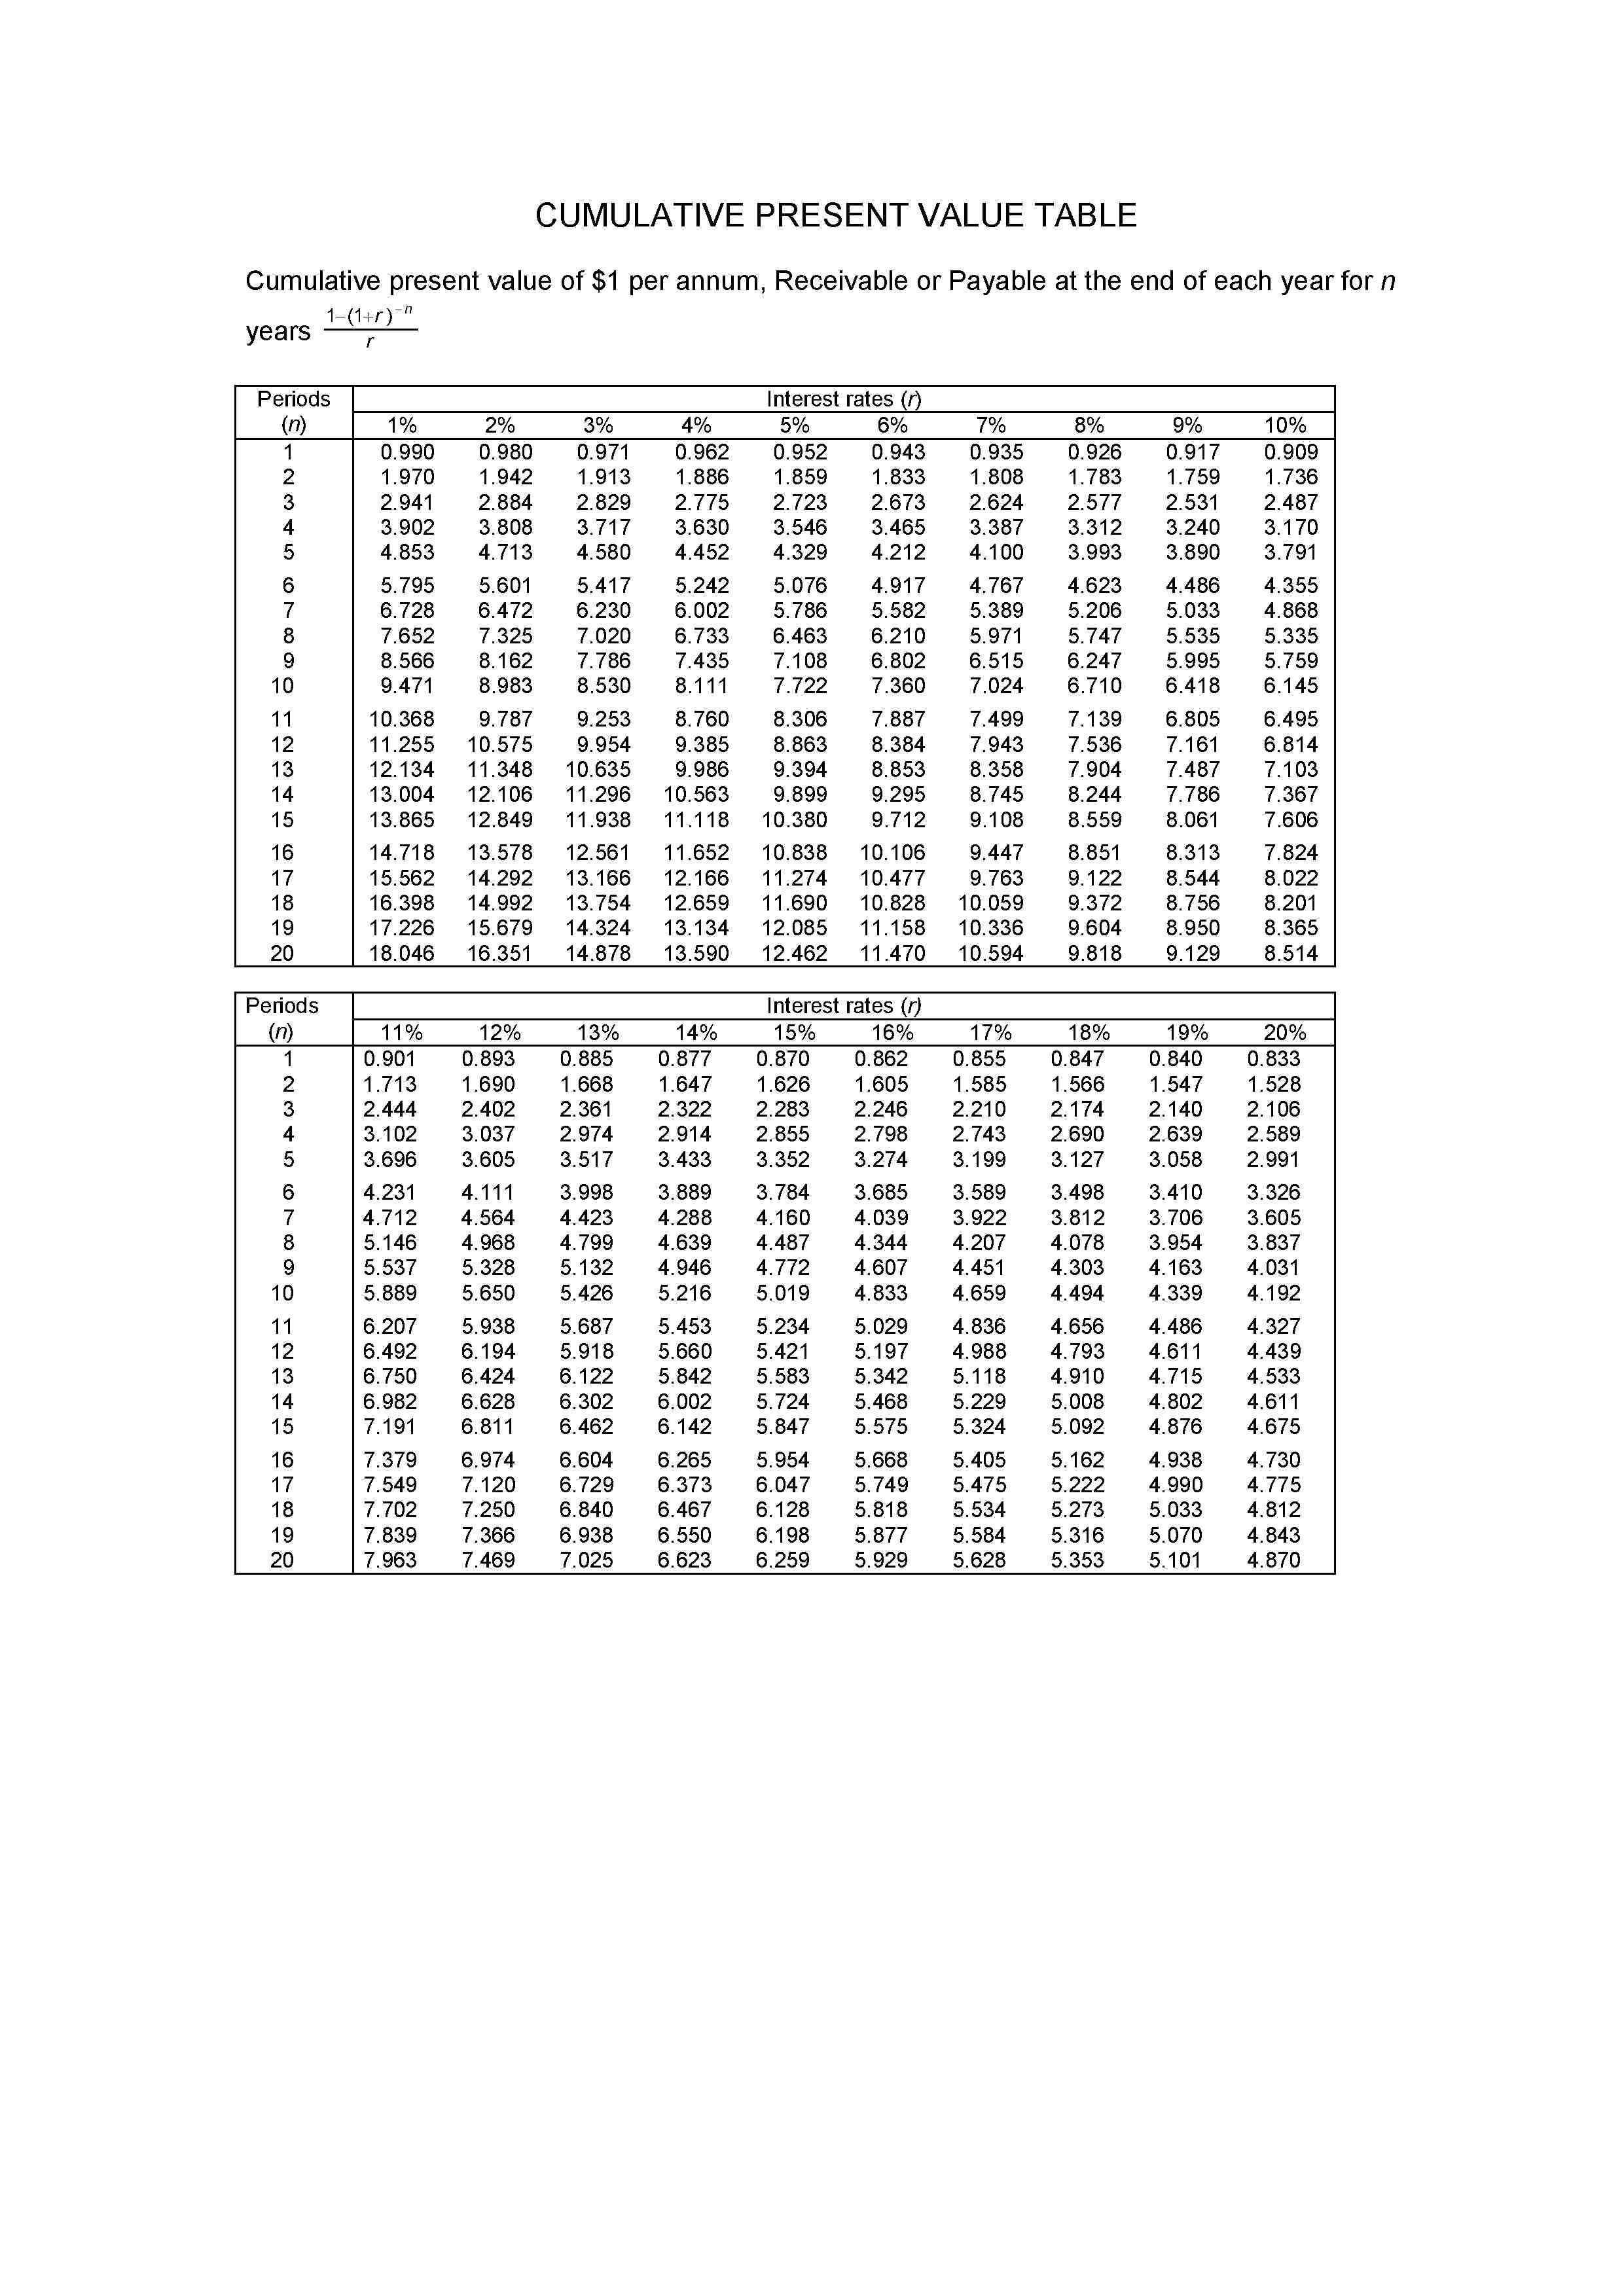 CUMULATIVE PRESENT VALUE TABLE
Cumulative present value of $1 per annum, Receivable or Payable at the end of each year for n
years 1−(1+r)⁻ⁿ / r
Periods Interest rates (r)
(n) 1% 2% 3% 4% 5% 6% 7% 8% 9% 10%
1 0.990 0.980 0.971 0.962 0.952 0.943 0.935 0.926 0.917 0.909
2 1.970 1.942 1.913 1.886 1.859 1.833 1.808 1.783 1.759 1.736
3 2.941 2.884 2.829 2.775 2.723 2.673 2.624 2.577 2.531 2.487
4 3.902 3.808 3.717 3.630 3.546 3.465 3.387 3.312 3.240 3.170
5 4.853 4.713 4.580 4.452 4.329 4.212 4.100 3.993 3.890 3.791
6 5.795 5.601 5.417 5.242 5.076 4.917 4.767 4.623 4.486 4.355
7 6.728 6.472 6.230 6.002 5.786 5.582 5.389 5.206 5.033 4.868
8 7.652 7.325 7.020 6.733 6.463 6.210 5.971 5.747 5.535 5.335
9 8.566 8.162 7.786 7.435 7.108 6.802 6.515 6.247 5.995 5.759
10 9.471 8.983 8.530 8.111 7.722 7.360 7.024 6.710 6.418 6.145
11 10.368 9.787 9.253 8.760 8.306 7.887 7.499 7.139 6.805 6.495
12 11.255 10.575 9.954 9.385 8.863 8.384 7.943 7.536 7.161 6.814
13 12.134 11.348 10.635 9.986 9.394 8.853 8.358 7.904 7.487 7.103
14 13.004 12.106 11.296 10.563 9.899 9.295 8.745 8.244 7.786 7.367
15 13.865 12.849 11.938 11.118 10.380 9.712 9.108 8.559 8.061 7.606
16 14.718 13.578 12.561 11.652 10.838 10.106 9.447 8.851 8.313 7.824
17 15.562 14.292 13.166 12.166 11.274 10.477 9.763 9.122 8.544 8.022
18 16.398 14.992 13.754 12.659 11.690 10.828 10.059 9.372 8.756 8.201
19 17.226 15.679 14.324 13.134 12.085 11.158 10.336 9.604 8.950 8.365
20 18.046 16.351 14.878 13.590 12.462 11.470 10.594 9.818 9.129 8.514
Periods Interest rates (r)
(n) 11% 12% 13% 14% 15% 16% 17% 18% 19% 20%
1 0.901 0.893 0.885 0.877 0.870 0.862 0.855 0.847 0.840 0.833
2 1.713 1.690 1.668 1.647 1.626 1.605 1.585 1.566 1.547 1.528
3 2.444 2.402 2.361 2.322 2.283 2.246 2.210 2.174 2.140 2.106
4 3.102 3.037 2.974 2.914 2.855 2.798 2.743 2.690 2.639 2.589
5 3.696 3.605 3.517 3.433 3.352 3.274 3.199 3.127 3.058 2.991
6 4.231 4.111 3.998 3.889 3.784 3.685 3.589 3.498 3.410 3.326
7 4.712 4.564 4.423 4.288 4.160 4.039 3.922 3.812 3.706 3.605
8 5.146 4.968 4.799 4.639 4.487 4.344 4.207 4.078 3.954 3.837
9 5.537 5.328 5.132 4.946 4.772 4.607 4.451 4.303 4.163 4.031
10 5.889 5.650 5.426 5.216 5.019 4.833 4.659 4.494 4.339 4.192
11 6.207 5.938 5.687 5.453 5.234 5.029 4.836 4.656 4.486 4.327
12 6.492 6.194 5.918 5.660 5.421 5.197 4.988 4.793 4.611 4.439
13 6.750 6.424 6.122 5.842 5.583 5.342 5.118 4.910 4.715 4.533
14 6.982 6.628 6.302 6.002 5.724 5.468 5.229 5.008 4.802 4.611
15 7.191 6.811 6.462 6.142 5.847 5.575 5.324 5.092 4.876 4.675
16 7.379 6.974 6.604 6.265 5.954 5.668 5.405 5.162 4.938 4.730
17 7.549 7.120 6.729 6.373 6.047 5.749 5.475 5.222 4.990 4.775
18 7.702 7.250 6.840 6.467 6.128 5.818 5.534 5.273 5.033 4.812
19 7.839 7.366 6.938 6.550 6.198 5.877 5.584 5.316 5.070 4.843
20 7.963 7.469 7.025 6.623 6.259 5.929 5.628 5.353 5.101 4.870